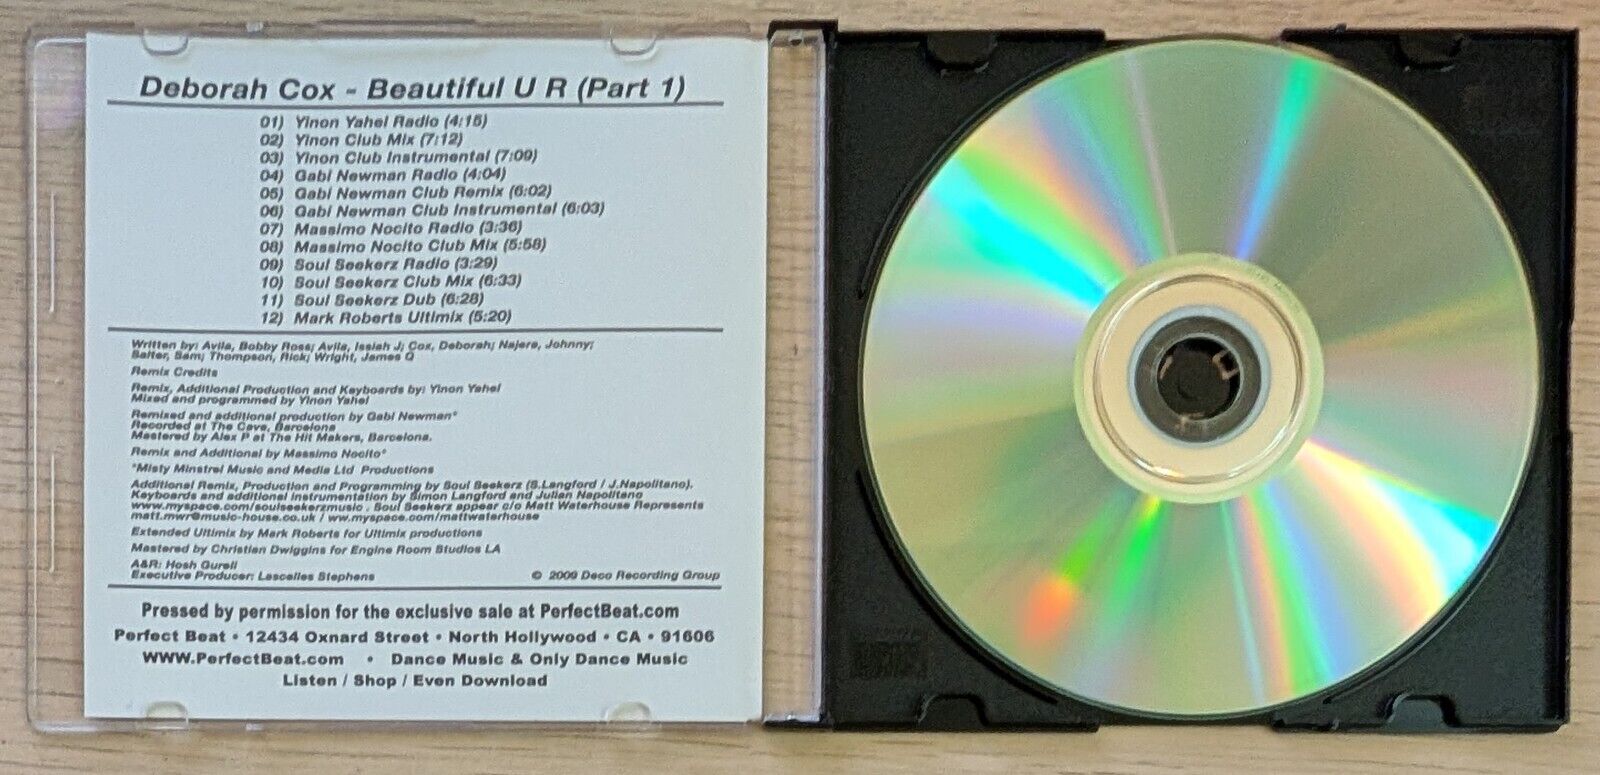 Deborah Cox - Beautiful U R (Part 1)
01) Yinon Yahel Radio (4:15)
02) Yinon Club Mix (7:12)
03) Yinon Club Instrumental (7:09)
04) Gabi Newman Radio (4:04)
05) Gabi Newman Club Remix (6:02)
06) Gabi Newman Club Instrumental (6:03)
07) Massimo Nocito Radio (3:36)
08) Massimo Nocito Club Mix (5:58)
09) Soul Seekerz Radio (3:29)
10) Soul Seekerz Club Mix (6:33)
11) Soul Seekerz Dub (6:28)
12) Mark Roberts Ultimix (5:20)
Written by: Avila, Bobby Ross; Avila, Issiah J; Cox, Deborah; Najera, Johnny;
Salter, Sam; Thompson, Rick; Wright, James Q
Remix Credits
Remix, Additional Production and Keyboards by: Yinon Yahel
Mixed and programmed by Yinon Yahel
Remixed and additional production by Gabi Newman*
Recorded at The Cave, Barcelona
Mastered by Alex P at The Hit Makers, Barcelona.
Remix and Additional by Massimo Nocito*
*Misty Minstrel Music and Media Ltd Productions
Additional Remix, Production and Programming by Soul Seekerz (S.Langford / J.Napolitano).
Keyboards and additional instrumentation by Simon Langford and Julian Napolitano
www.myspace.com/soulseekerzmusic . Soul Seekerz appear c/o Matt Waterhouse Represents
matt.mwr@music-house.co.uk / ww.myspace.com/mattwaterhouse
Extended Ultimix by Mark Roberts for Ultimix productions
Mastered by Christian Dwiggins for Engine Room Studios LA
A&R: Hosh Gureli
Executive Producer: Lascelles Stephens © 2009 Deco Recording Group
Pressed by permission for the exclusive sale at PerfectBeat.com
Perfect Beat • 12434 Oxnard Street • North Hollywood • CA • 91606
WWW.PerfectBeat.com • Dance Music & Only Dance Music
Listen / Shop / Even Download